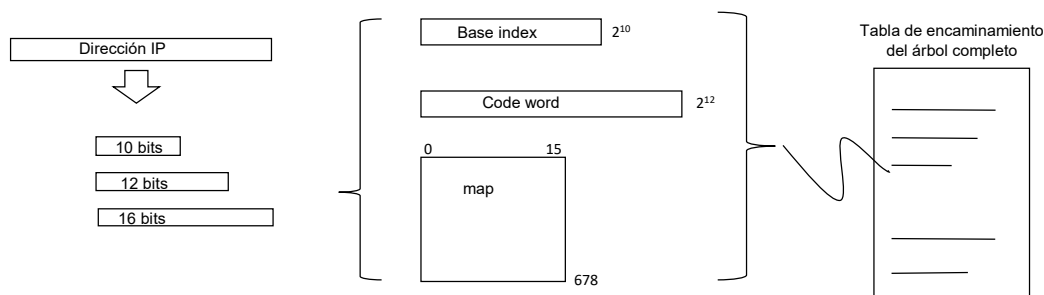 Dirección IP
10 bits
12 bits
16 bits
Base index
2¹⁰
Code word
2¹²
0
15
map
678
Tabla de encaminamiento
del árbol completo